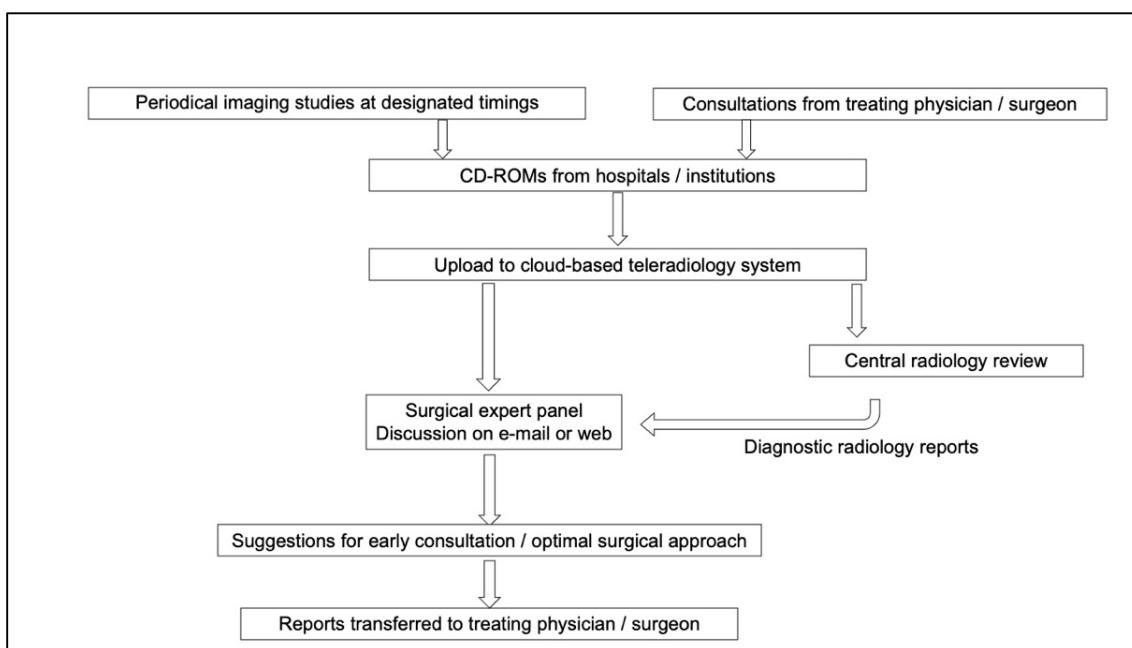 Periodical imaging studies at designated timings
Consultations from treating physician / surgeon
CD-ROMs from hospitals / institutions
Upload to cloud-based teleradiology system
Central radiology review
Surgical expert panel
Discussion on e-mail or web
Diagnostic radiology reports
Suggestions for early consultation / optimal surgical approach
Reports transferred to treating physician / surgeon